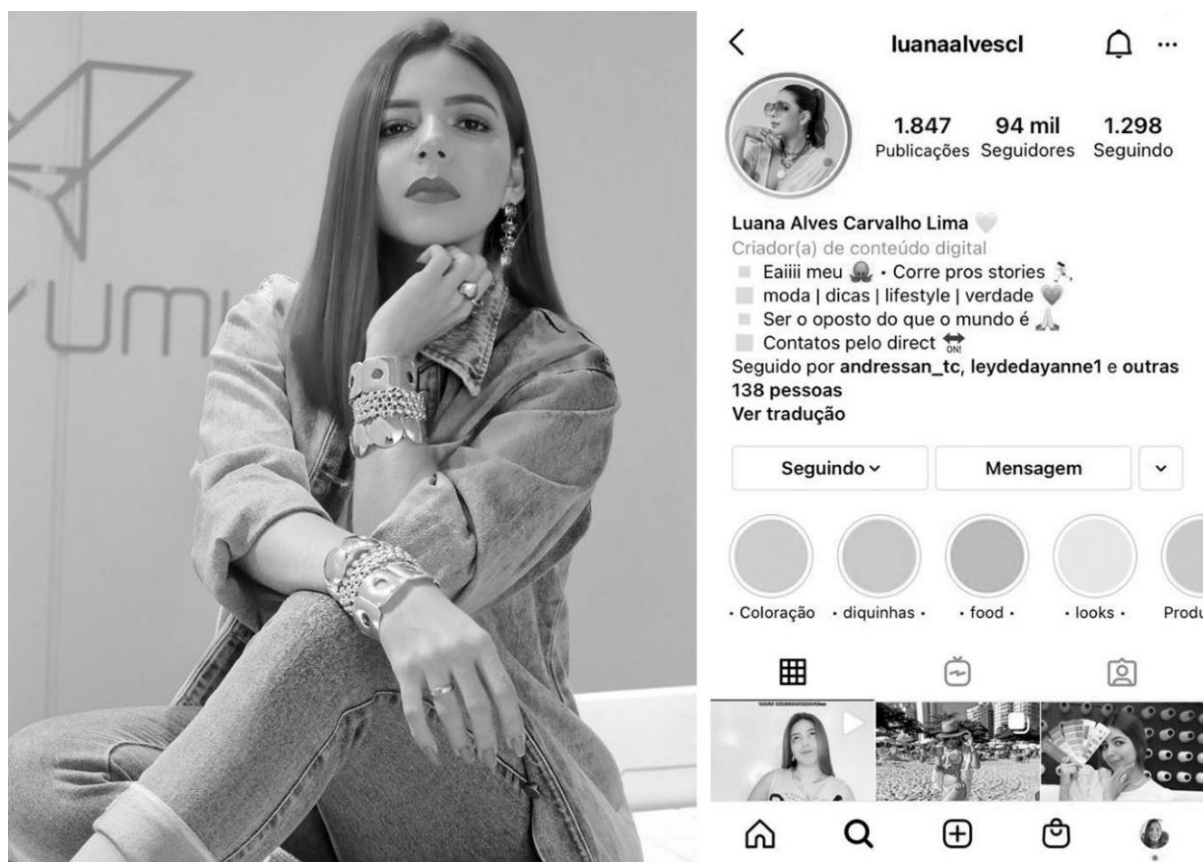 YUMI
luanaalvescl
1.847 94 mil 1.298
Publicações Seguidores Seguindo
Luana Alves Carvalho Lima 🤍
Criador(a) de conteúdo digital
Eaiiii meu 🐙 • Corre pros stories 🏃🏻
moda | dicas | lifestyle | verdade 💗
Ser o oposto do que o mundo é 🙏🏻
Contatos pelo direct 🔛
Seguido por andressan_tc, leydedayanne1 e outras
138 pessoas
Ver tradução
Seguindo Mensagem
• Coloração • diquinhas • • food • • looks • Produ